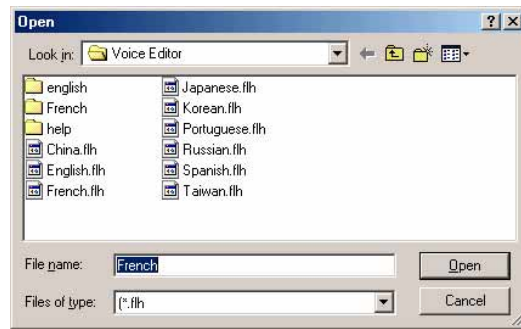 Open
Look in: Voice Editor
english
French
help
China.flh
English.flh
French.flh
Japanese.flh
Korean.flh
Portuguese.flh
Russian.flh
Spanish.flh
Taiwan.flh
File name: French Open
Files of type: (*.flh Cancel